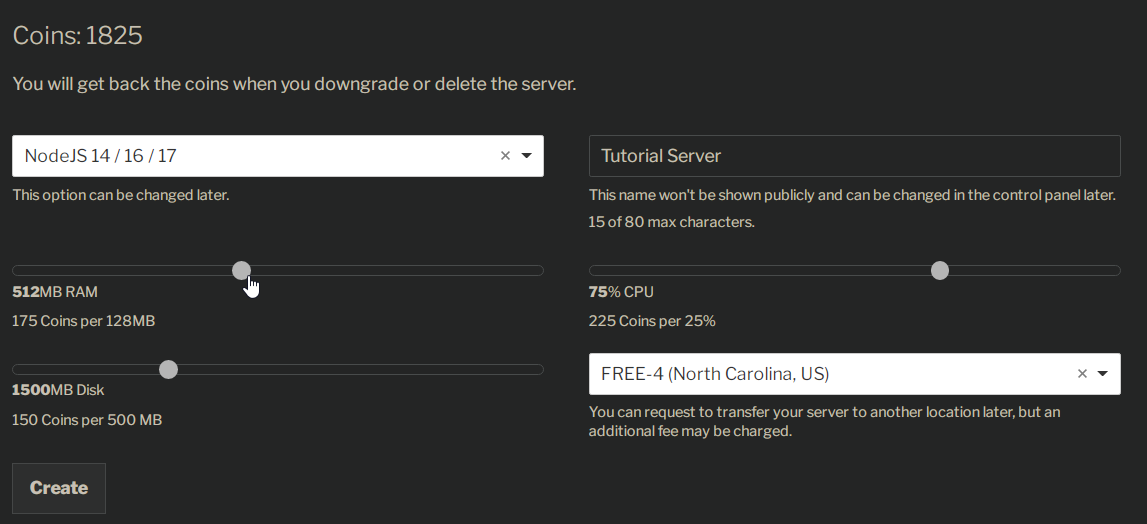 Coins: 1825
You will get back the coins when you downgrade or delete the server.
NodeJS 14 / 16 / 17
This option can be changed later.
Tutorial Server
This name won't be shown publicly and can be changed in the control panel later.
15 of 80 max characters.
512MB RAM
175 Coins per 128MB
75% CPU
225 Coins per 25%
1500MB Disk
150 Coins per 500 MB
FREE-4 (North Carolina, US)
You can request to transfer your server to another location later, but an
additional fee may be charged.
Create